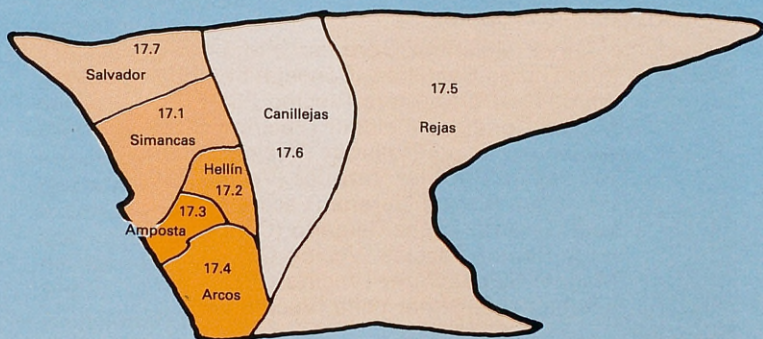 17.7
Salvador
17.1
Simancas
Canillejas
17.6
17.5
Rejas
Hellín
17.2
17.3
Amposta
17.4
Arcos